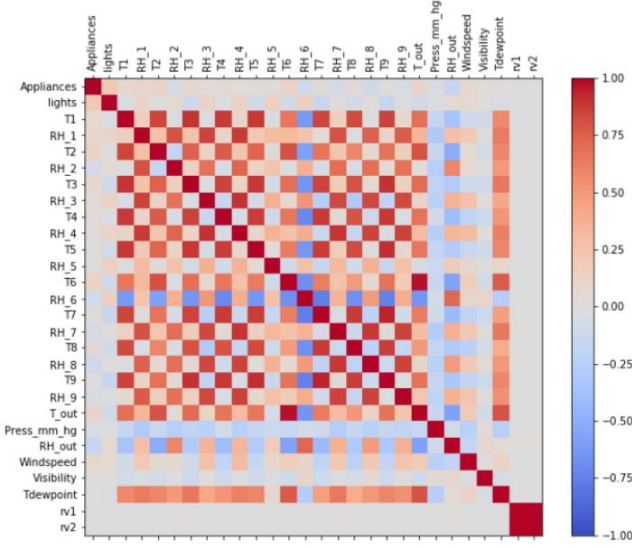 Appliances
lights
T1
RH_1
T2
RH_2
T3
RH_3
T4
RH_4
T5
RH_5
T6
RH_6
T7
RH_7
T8
RH_8
T9
RH_9
T_out
Press_mm_hg
RH_out
Windspeed
Visibility
Tdewpoint
rv1
rv2
Appliances
lights
T1
RH_1
T2
RH_2
T3
RH_3
T4
RH_4
T5
RH_5
T6
RH_6
T7
RH_7
T8
RH_8
T9
RH_9
T_out
Press_mm_hg
RH_out
Windspeed
Visibility
Tdewpoint
rv1
rv2
1.00
0.75
0.50
0.25
0.00
−0.25
−0.50
−0.75
−1.00